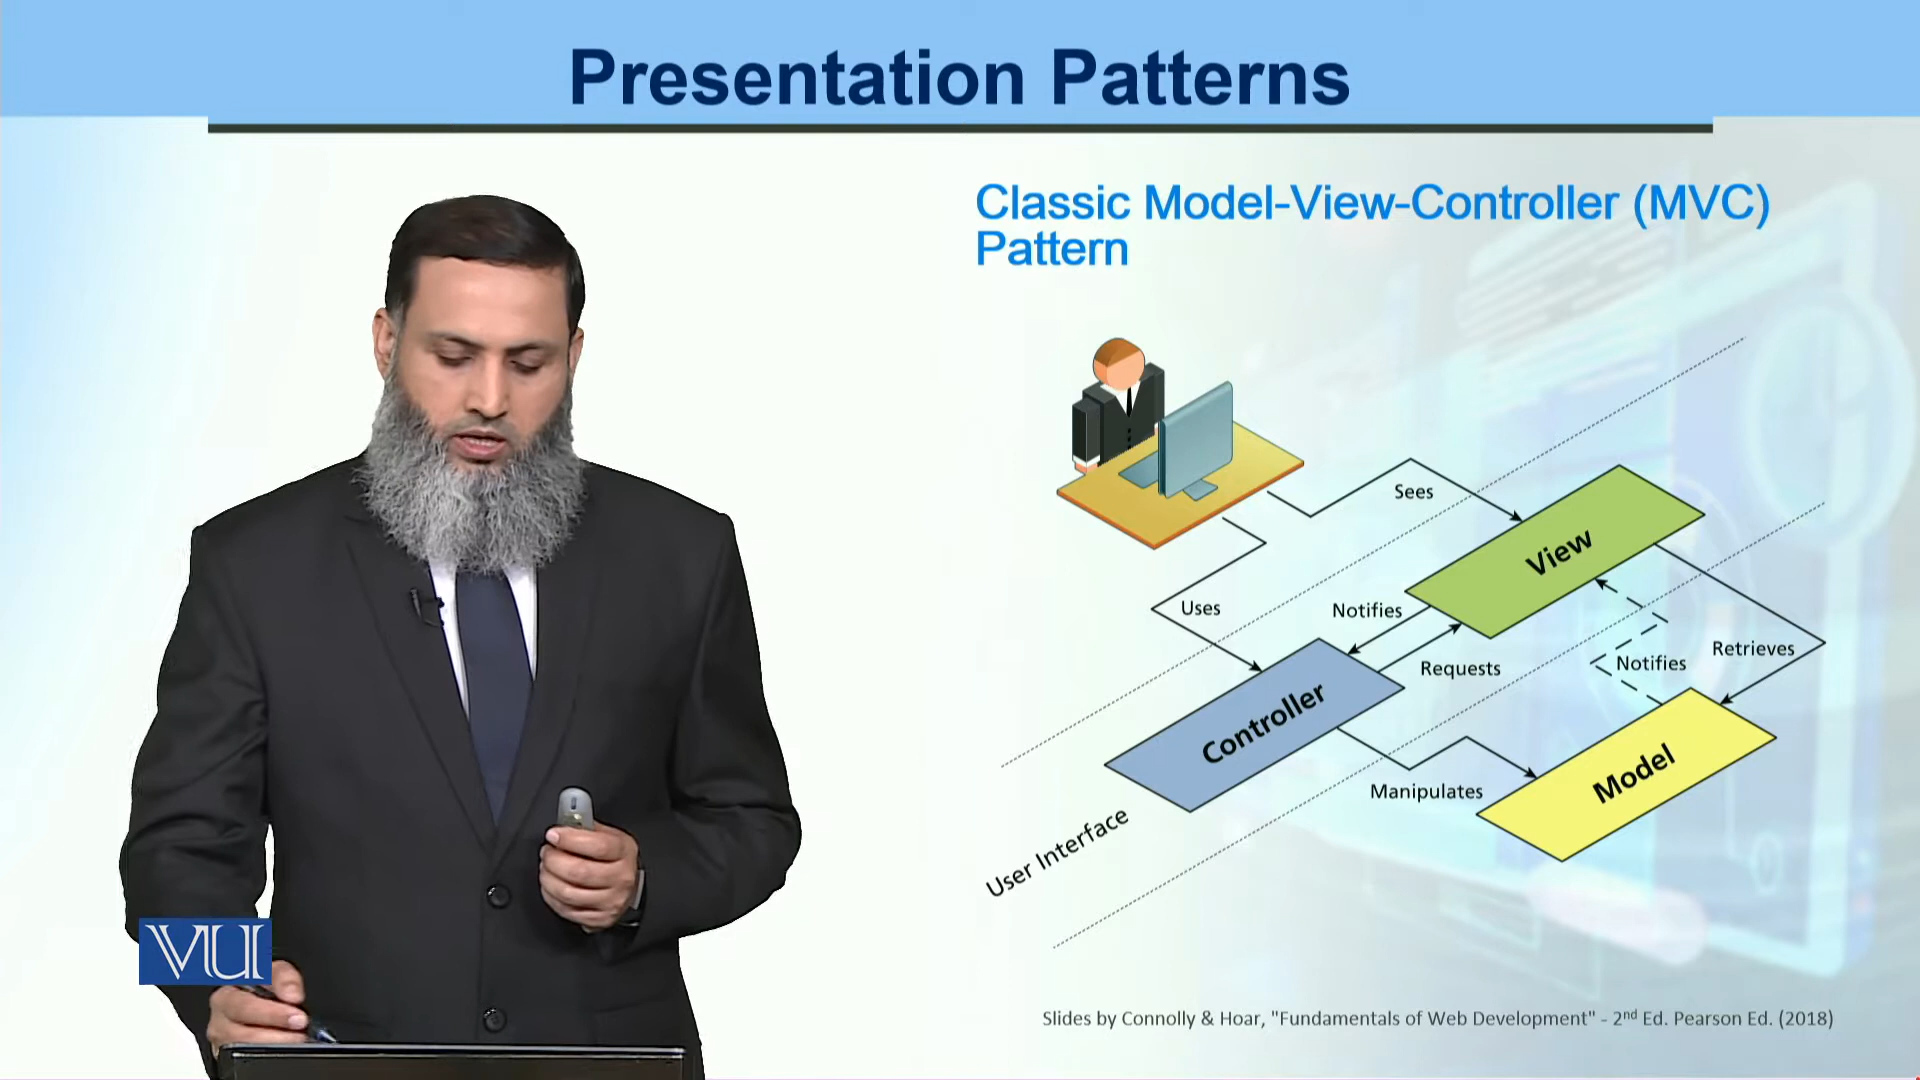 Presentation Patterns
Classic Model-View-Controller (MVC)
Pattern
Sees
View
Uses
Notifies
Requests
Notifies
Retrieves
Controller
Manipulates
Model
User Interface
VU
Slides by Connolly & Hoar, "Fundamentals of Web Development" - 2nd Ed. Pearson Ed. (2018)